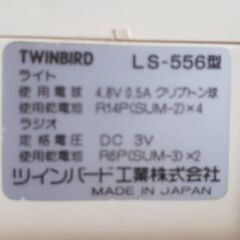 TWINBIRD LS-556型
ライト
使用電球 4.8V 0.5A クリプトン球
使用乾電池 R14P(SUM-2)×4
ラジオ
定格電圧 DC 3V
使用乾電池 R6P(SUM-3)×2
ツインバード工業株式会社
MADE IN JAPAN